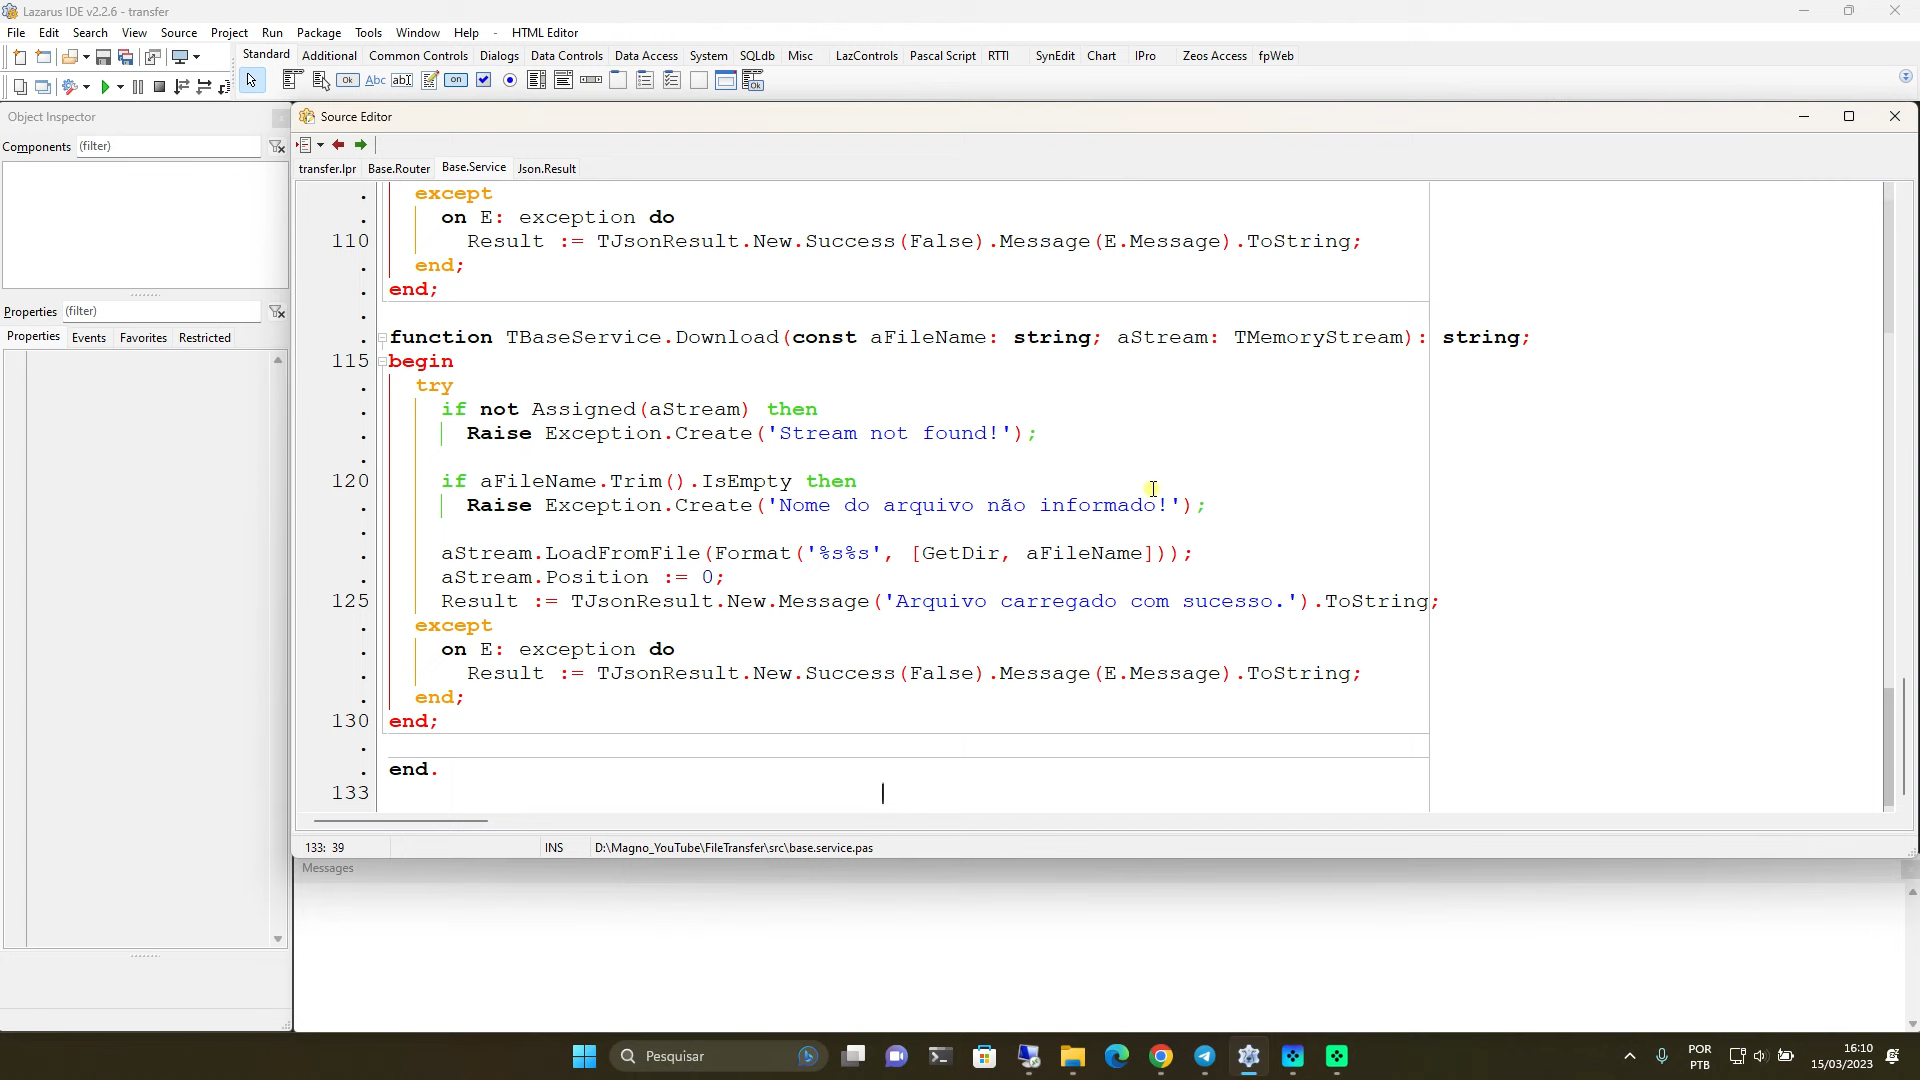 Lazarus IDE v2.2.6 - transfer
File Edit Search View Source Project Run Package Tools Window Help - HTML Editor
Standard Additional Common Controls Dialogs Data Controls Data Access System SQLdb Misc LazControls Pascal Script RTTI SynEdit Chart IPro Zeos Access fpWeb
Ok Abc ab on Ok
Object Inspector
Source Editor
Components (filter)
transfer.lpr Base.Router Base.Service Json.Result
except
on E: exception do
110 Result := TJsonResult.New.Success(False).Message(E.Message).ToString;
end;
end;
Properties (filter)
Properties Events Favorites Restricted
function TBaseService.Download(const aFileName: string; aStream: TMemoryStream): string;
115 begin
try
if not Assigned(aStream) then
Raise Exception.Create('Stream not found!');
120 if aFileName.Trim().IsEmpty then
Raise Exception.Create('Nome do arquivo não informado!');
aStream.LoadFromFile(Format('%s%s', [GetDir, aFileName]));
aStream.Position := 0;
125 Result := TJsonResult.New.Message('Arquivo carregado com sucesso.').ToString;
except
on E: exception do
Result := TJsonResult.New.Success(False).Message(E.Message).ToString;
end;
130 end;
end.
133
133: 39 INS D:\Magno_YouTube\FileTransfer\src\base.service.pas
Messages
Pesquisar
POR
PTB
16:10
15/03/2023